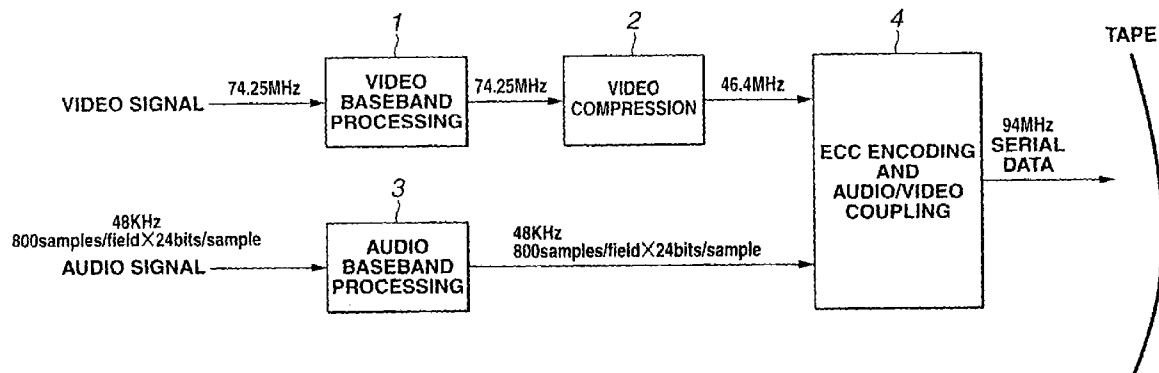 1
2
4
TAPE
VIDEO SIGNAL
74.25MHz
VIDEO
BASEBAND
PROCESSING
74.25MHz
VIDEO
COMPRESSION
46.4MHz
ECC ENCODING
AND
AUDIO/VIDEO
COUPLING
94MHz
SERIAL
DATA
3
48KHz
800samples/field×24bits/sample
AUDIO SIGNAL
AUDIO
BASEBAND
PROCESSING
48KHz
800samples/field×24bits/sample